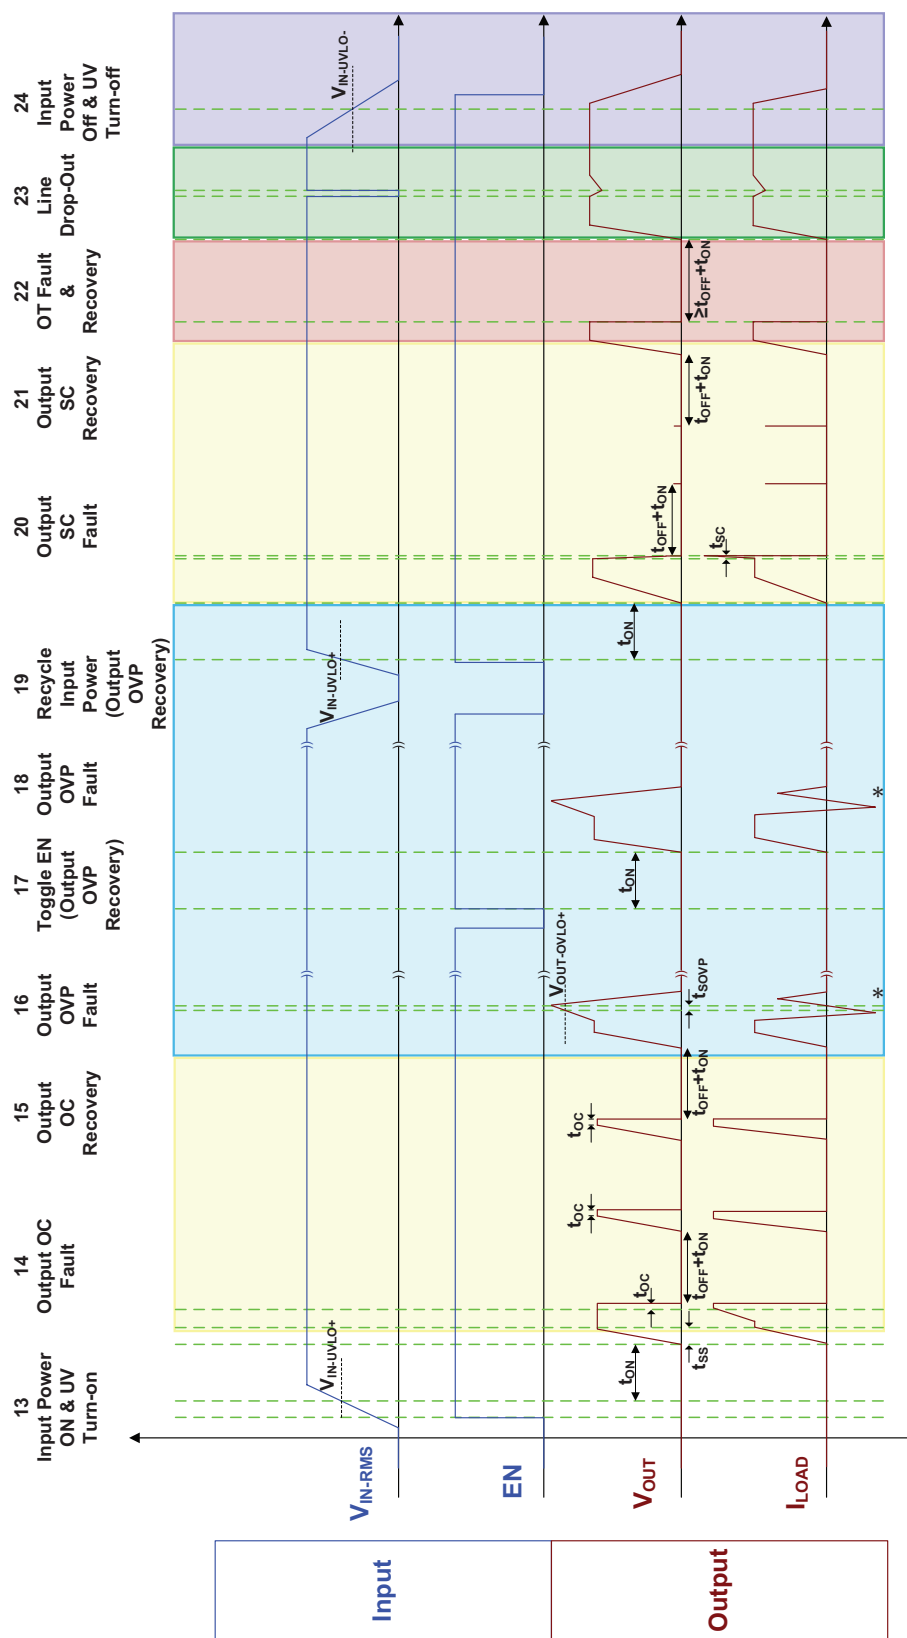 13
Input Power
ON & UV
Turn-on
14
Output OC
Fault
15
Output
OC
Recovery
16
Output
OVP
Fault
17
Toggle EN
(Output
OVP
Recovery)
18
Output
OVP
Fault
19
Recycle
Input
Power
(Output
OVP
Recovery)
20
Output
SC
Fault
21
Output
SC
Recovery
22
OT Fault
&
Recovery
23
Line
Drop-Out
24
Input
Power
Off & UV
Turn-off
Input
VIN-RMS
VIN-UVLO+
VIN-UVLO+
VIN-UVLO-
EN
Output
VOUT
tON
tSS
tOC
tOFF+tON
tOC
tOC
tOFF+tON
VOUT-OVLO+
tSOVP
tON
tON
tOFF+tON
tOFF+tON
≥tOFF+tON
ILOAD
*
*
tSC